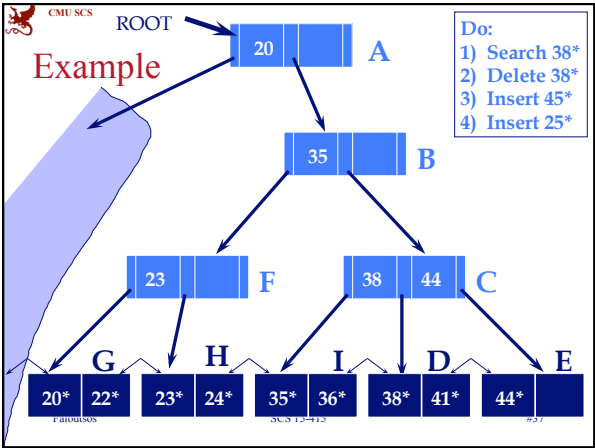 CMU SCS
ROOT
Example
20
A
Do:
1) Search 38*
2) Delete 38*
3) Insert 45*
4) Insert 25*
35
B
23
F
38 44
C
G
H
I
D
E
20* 22*
23* 24*
35* 36*
38* 41*
44*
Faloutsos
SCS 15-415
#37